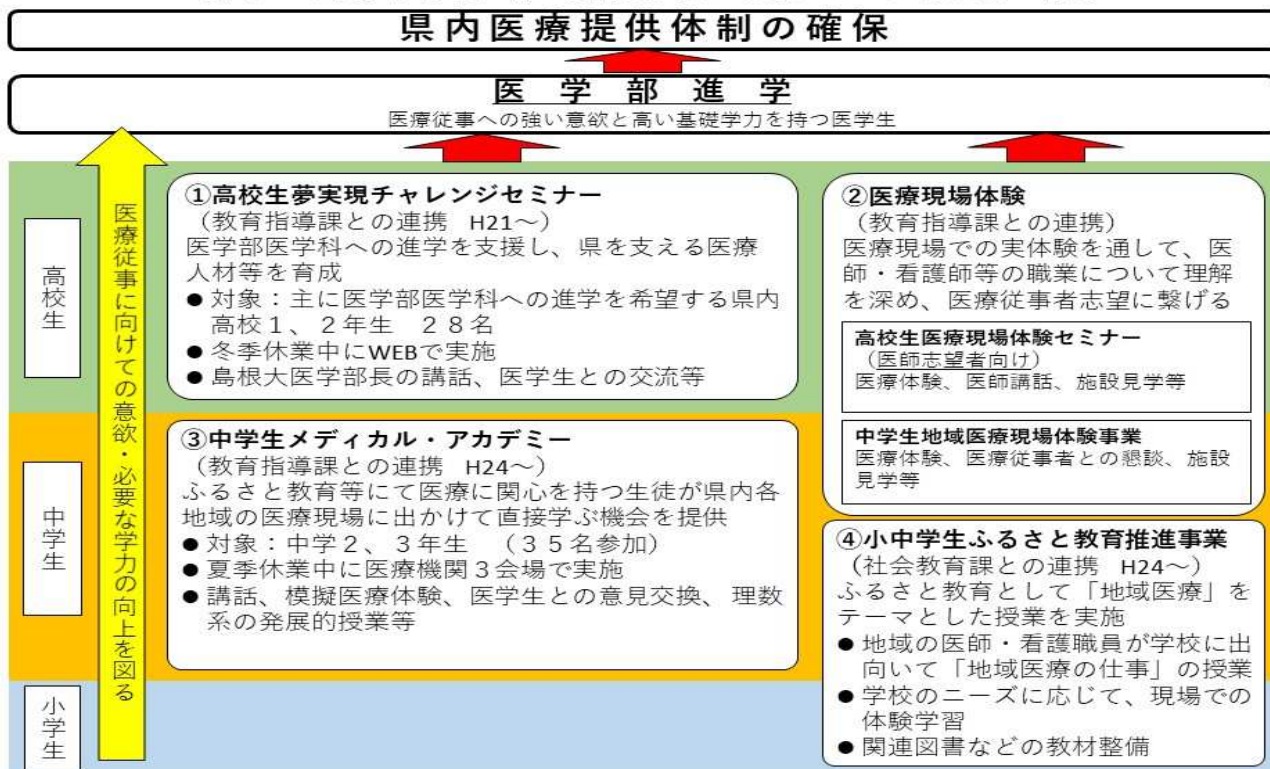 県内医療提供体制の確保
医学部進学
医療従事への強い意欲と高い基礎学力を持つ医学生
医療従事に向けての意欲・必要な学力の向上を図る
高校生
①高校生夢実現チャレンジセミナー
（教育指導課との連携　H21～）
医学部医学科への進学を支援し、県を支える医療
人材等を育成
●対象：主に医学部医学科への進学を希望する県内
高校１、２年生　２８名
●冬季休業中にWEBで実施
●島根大医学部長の講話、医学生との交流等
②医療現場体験
（教育指導課との連携）
医療現場での実体験を通して、医
師・看護師等の職業について理解
を深め、医療従事者志望に繋げる
高校生医療現場体験セミナー
（医師志望者向け）
医療体験、医師講話、施設見学等
中学生地域医療現場体験事業
医療体験、医療従事者との懇談、施設
見学等
中学生
③中学生メディカル・アカデミー
（教育指導課との連携　H24～）
ふるさと教育等にて医療に関心を持つ生徒が県内各
地域の医療現場に出かけて直接学ぶ機会を提供
●対象：中学２、３年生　（３５名参加）
●夏季休業中に医療機関３会場で実施
●講話、模擬医療体験、医学生との意見交換、理数
系の発展的授業等
④小中学生ふるさと教育推進事業
（社会教育課との連携　H24～）
ふるさと教育として「地域医療」を
テーマとした授業を実施
●地域の医師・看護職員が学校に出
向いて「地域医療の仕事」の授業
●学校のニーズに応じて、現場での
体験学習
●関連図書などの教材整備
小学生